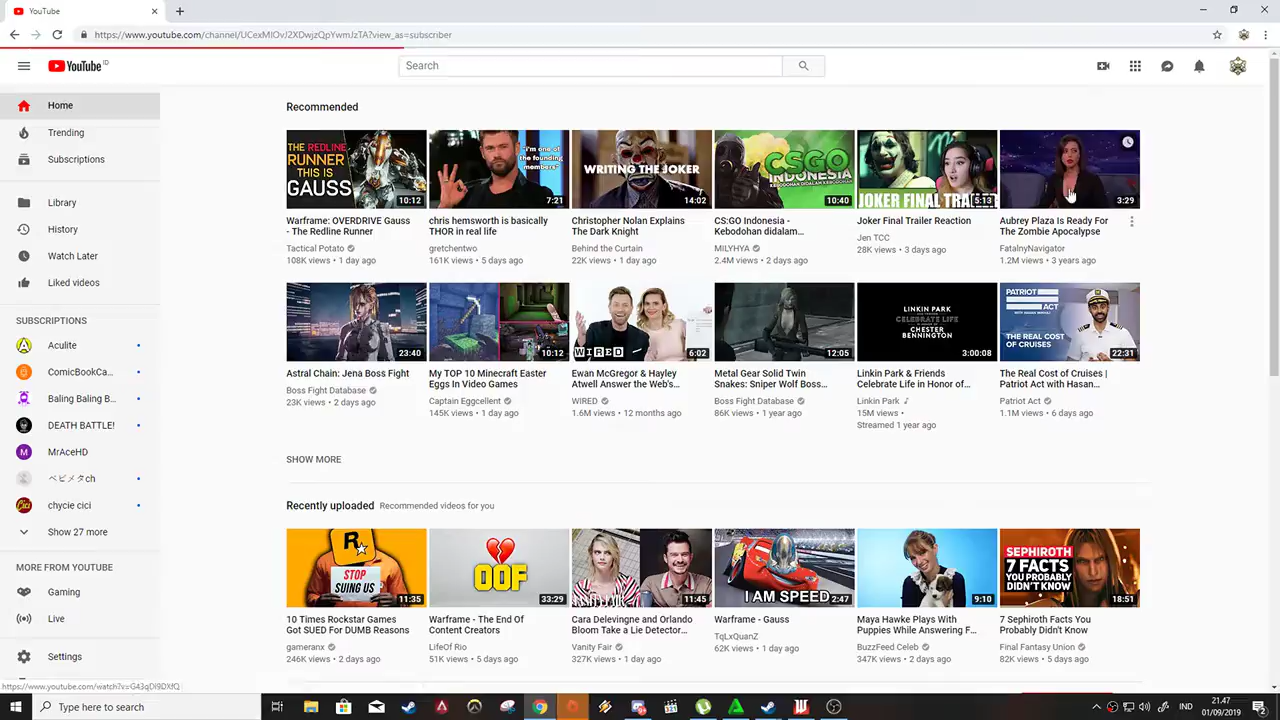 YouTube
https://www.youtube.com/channel/UCexMlOvJ2XDwjzQpYwmJzTA?view_as=subscriber
YouTube ID
Search
Home
Trending
Subscriptions
Library
History
Watch Later
Liked videos
SUBSCRIPTIONS
Aculite
ComicBookCa...
Baling Baling B...
DEATH BATTLE!
MrAceHD
ベビメタch
chycie cici
Show 27 more
MORE FROM YOUTUBE
Gaming
Live
Settings
Recommended
THE REDLINE
RUNNER
THIS IS
GAUSS
10:12
"i'm one of
the founding
members"
7:21
WRITING THE JOKER
14:02
CSGO
INDONESIA
KEBODOHAN DIDALAM KEBODOHAN
10:40
JOKER FINAL TRAILER
5:13
3:29
Warframe: OVERDRIVE Gauss
- The Redline Runner
Tactical Potato
108K views • 1 day ago
chris hemsworth is basically
THOR in real life
gretchentwo
161K views • 5 days ago
Christopher Nolan Explains
The Dark Knight
Behind the Curtain
22K views • 1 day ago
CS:GO Indonesia -
Kebodohan didalam...
MILYHYA
2.4M views • 2 days ago
Joker Final Trailer Reaction
Jen TCC
28K views • 3 days ago
Aubrey Plaza Is Ready For
The Zombie Apocalypse
FatalnyNavigator
1.2M views • 3 years ago
23:40
10:12
WIRED
6:02
12:05
LINKIN PARK
CELEBRATE LIFE
CHESTER
BENNINGTON
3:00:08
PATRIOT
ACT
THE REAL COST
OF CRUISES
22:31
Astral Chain: Jena Boss Fight
Boss Fight Database
23K views • 2 days ago
My TOP 10 Minecraft Easter
Eggs In Video Games
Captain Eggcellent
145K views • 1 day ago
Ewan McGregor & Hayley
Atwell Answer the Web's...
WIRED
1.6M views • 12 months ago
Metal Gear Solid Twin
Snakes: Sniper Wolf Boss...
Boss Fight Database
86K views • 1 year ago
Linkin Park & Friends
Celebrate Life in Honor of...
Linkin Park
15M views •
Streamed 1 year ago
The Real Cost of Cruises |
Patriot Act with Hasan...
Patriot Act
1.1M views • 6 days ago
SHOW MORE
Recently uploaded Recommended videos for you
R
STOP
SUING US
11:35
OOF
33:29
11:45
I AM SPEED
2:47
9:10
SEPHIROTH
7 FACTS
YOU PROBABLY
DIDN'T KNOW
18:51
10 Times Rockstar Games
Got SUED For DUMB Reasons
gameranx
246K views • 2 days ago
Warframe - The End Of
Content Creators
LifeOf Rio
51K views • 5 days ago
Cara Delevingne and Orlando
Bloom Take a Lie Detector...
Vanity Fair
327K views • 1 day ago
Warframe - Gauss
TqLxQuanZ
62K views • 1 day ago
Maya Hawke Plays With
Puppies While Answering F...
BuzzFeed Celeb
347K views • 2 days ago
7 Sephiroth Facts You
Probably Didn't Know
Final Fantasy Union
82K views • 5 days ago
https://www.youtube.com/watch?v=G43qDl9DXfQ
Type here to search
IND
21.47
01/09/2019
2